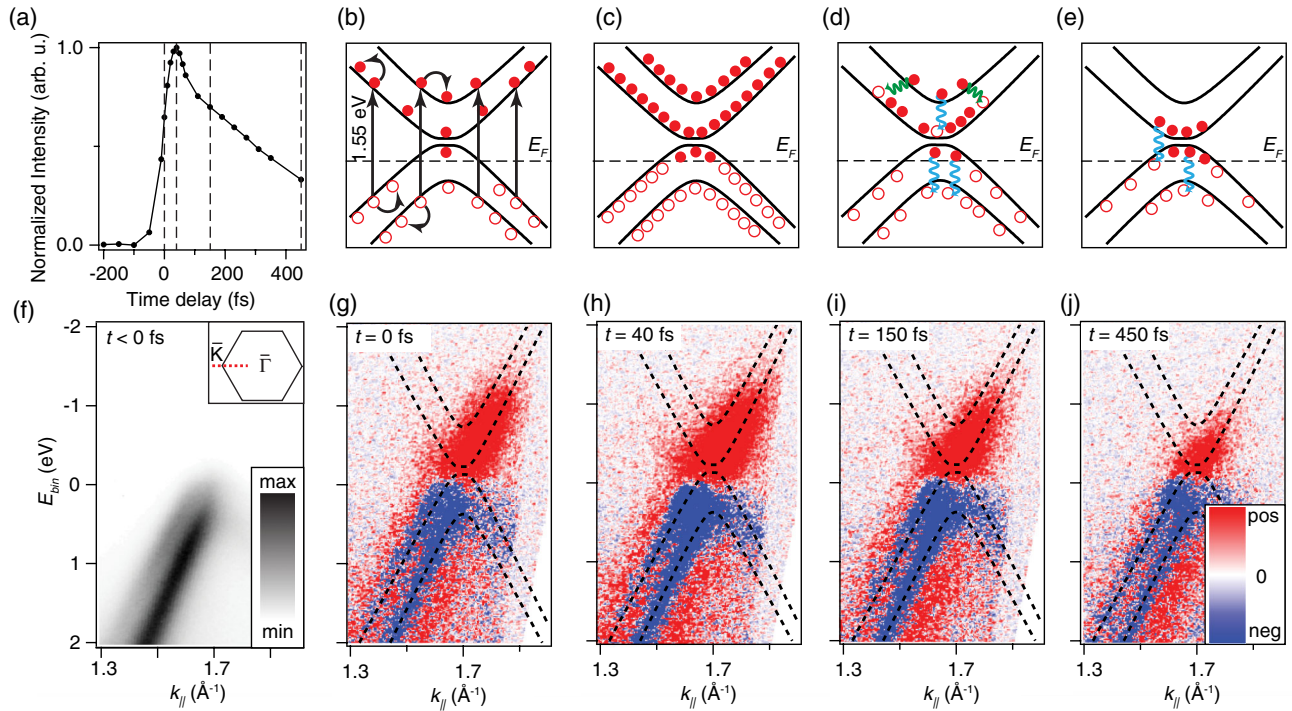 (a)
(b)
(c)
(d)
(e)
Normalized Intensity (arb. u.)
1.0
0.0
-200
0
200
400
Time delay (fs)
1.55 eV
E_F
E_F
E_F
E_F
(f)
(g)
(h)
(i)
(j)
t < 0 fs
K̅
Γ̅
t = 0 fs
t = 40 fs
t = 150 fs
t = 450 fs
E_bin (eV)
-2
-1
0
1
2
max
min
pos
0
neg
1.3
1.7
1.3
1.7
1.3
1.7
1.3
1.7
1.3
1.7
k_// (Å⁻¹)
k_// (Å⁻¹)
k_// (Å⁻¹)
k_// (Å⁻¹)
k_// (Å⁻¹)